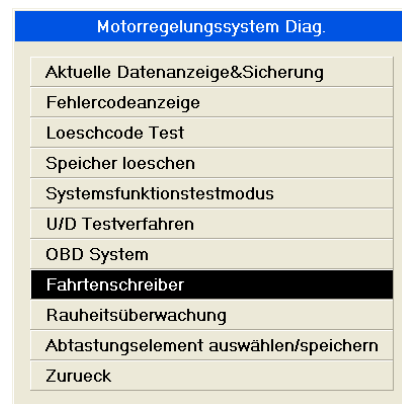 Motorregelungssystem Diag.
Aktuelle Datenanzeige&Sicherung
Fehlercodeanzeige
Loeschcode Test
Speicher loeschen
Systemsfunktionstestmodus
U/D Testverfahren
OBD System
Fahrtenschreiber
Rauheitsüberwachung
Abtastungselement auswählen/speichern
Zurueck